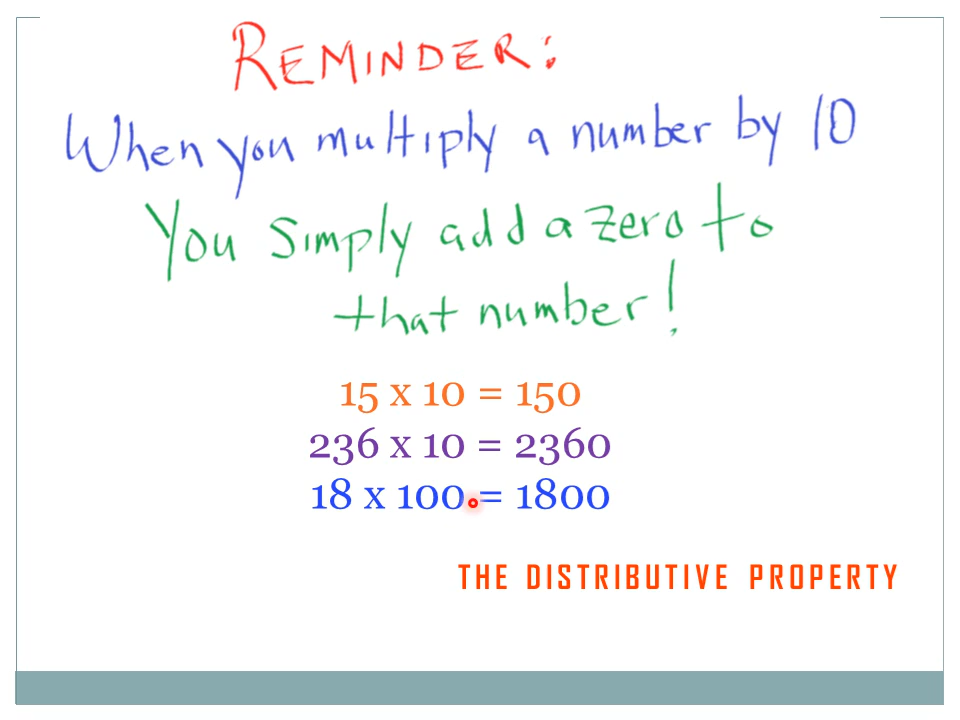 REMINDER:
When you multiply a number by 10
You simply add a zero to
that number!
15 x 10 = 150
236 x 10 = 2360
18 x 100 = 1800
THE DISTRIBUTIVE PROPERTY